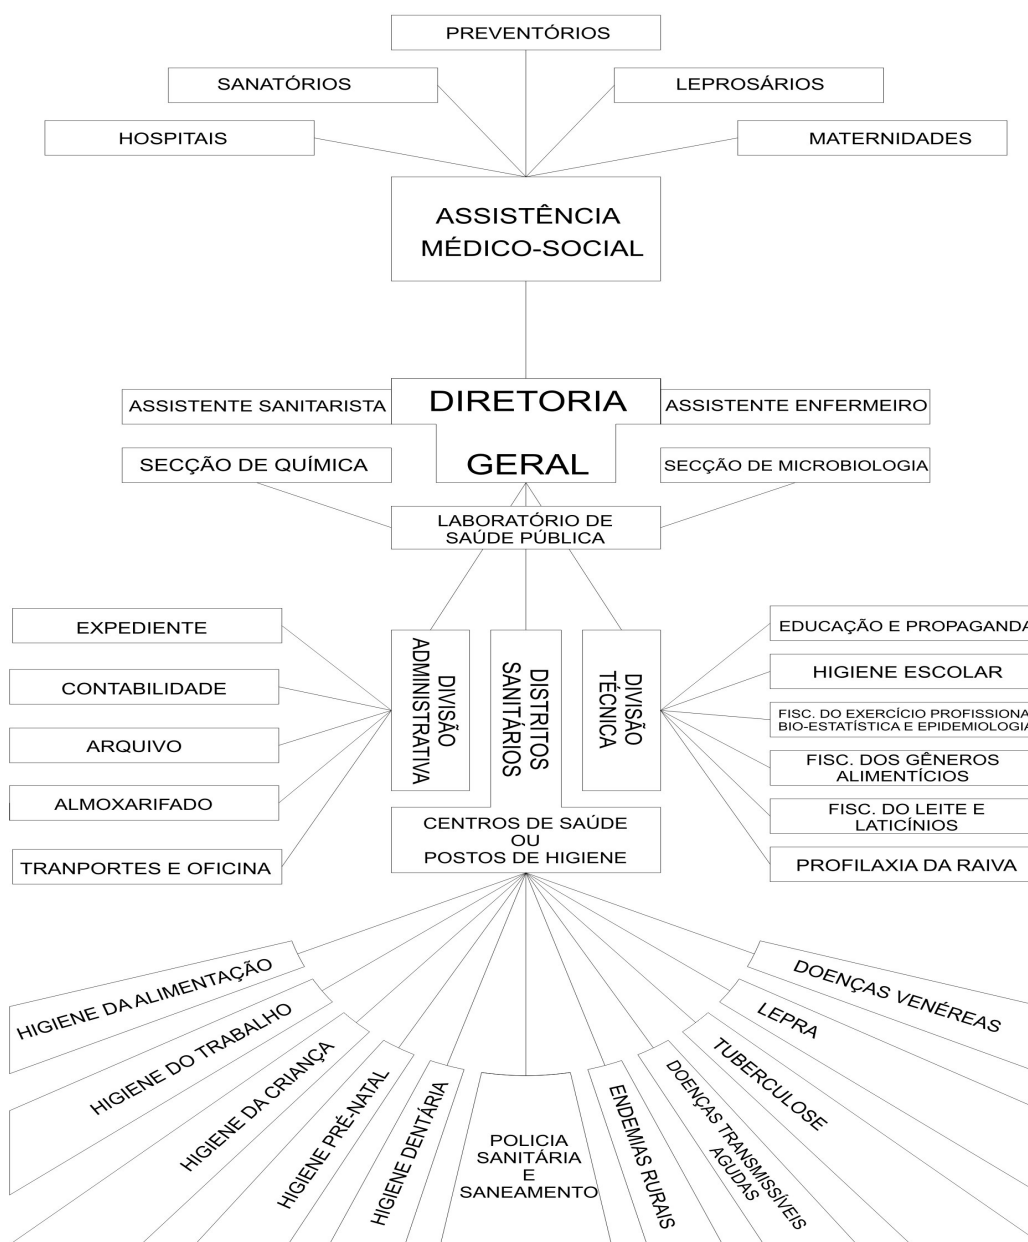 PREVENTÓRIOS
SANATÓRIOS
LEPROSÁRIOS
HOSPITAIS
MATERNIDADES
ASSISTÊNCIA
MÉDICO-SOCIAL
ASSISTENTE SANITARISTA
DIRETORIA
ASSISTENTE ENFERMEIRO
SECÇÃO DE QUÍMICA
GERAL
SECÇÃO DE MICROBIOLOGIA
LABORATÓRIO DE
SAÚDE PÚBLICA
EXPEDIENTE
CONTABILIDADE
ARQUIVO
ALMOXARIFADO
TRANPORTES E OFICINA
DIVISÃO
ADMINISTRATIVA
DISTRITOS
SANITÁRIOS
DIVISÃO
TÉCNICA
EDUCAÇÃO E PROPAGANDA
HIGIENE ESCOLAR
FISC. DO EXERCÍCIO PROFISSIONA
BIO-ESTATÍSTICA E EPIDEMIOLOGIA
FISC. DOS GÊNEROS
ALIMENTÍCIOS
FISC. DO LEITE E
LATICÍNIOS
PROFILAXIA DA RAIVA
CENTROS DE SAÚDE
OU
POSTOS DE HIGIENE
HIGIENE DA ALIMENTAÇÃO
HIGIENE DO TRABALHO
HIGIENE DA CRIANÇA
HIGIENE PRÉ-NATAL
HIGIENE DENTÁRIA
POLICIA
SANITÁRIA
E
SANEAMENTO
ENDEMIAS RURAIS
DOENÇAS TRANSMISSÍVEIS
AGUDAS
TUBERCULOSE
LEPRA
DOENÇAS VENÉREAS